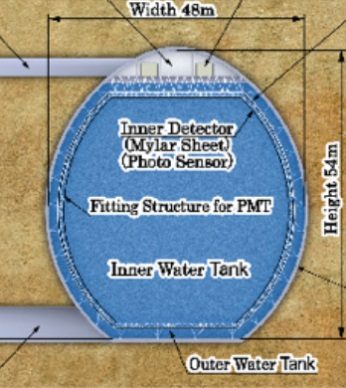 Width 48m
Inner Detector
(Mylar Sheet)
(Photo Sensor)
Height 54m
Fitting Structure for PMT
Inner Water Tank
Outer Water Tank